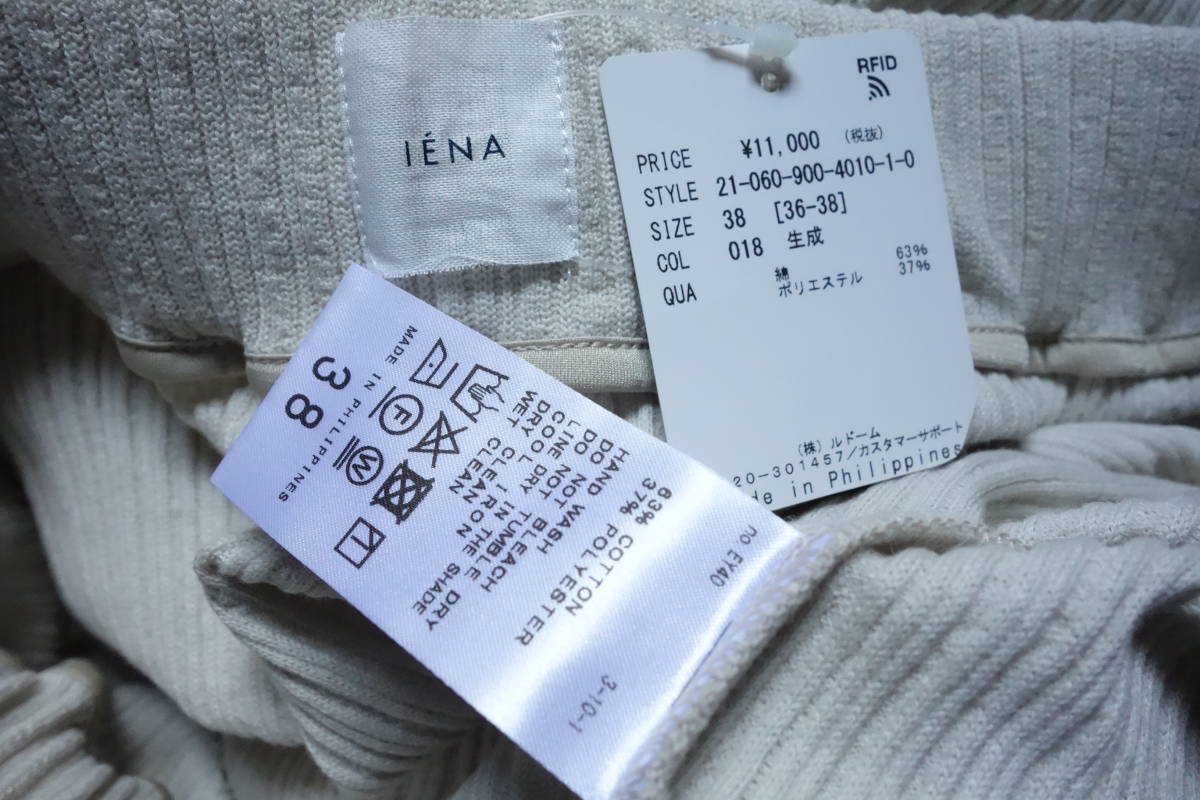 IÉNA
RFID
PRICE ¥11,000 (税抜)
STYLE 21-060-900-4010-1-0
SIZE 38 [36-38]
COL 018 生成
QUA 綿 63%
ポリエステル 37%
(株)ルドーム
20-301457/カスタマーサポート
de in Philippines
38
MADE IN PHILIPPINES
F
W
63% COTTON
37% POLYESTER
HAND WASH
DO NOT BLEACH
DO NOT TUMBLE DRY
LINE DRY IN THE SHADE
COOL IRON
DRY CLEAN
WET CLEAN
no.EY40
3-10-1